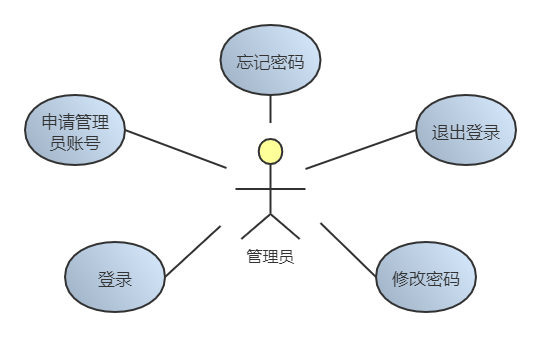 忘记密码
申请管理
员账号
退出登录
管理员
登录
修改密码